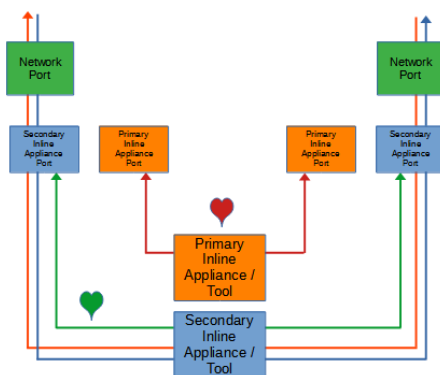 Network
Port
Network
Port
Secondary
Inline
Appliance
Port
Primary
Inline
Appliance
Port
Primary
Inline
Appliance
Port
Secondary
Inline
Appliance
Port
Primary
Inline
Appliance /
Tool
Secondary
Inline
Appliance /
Tool